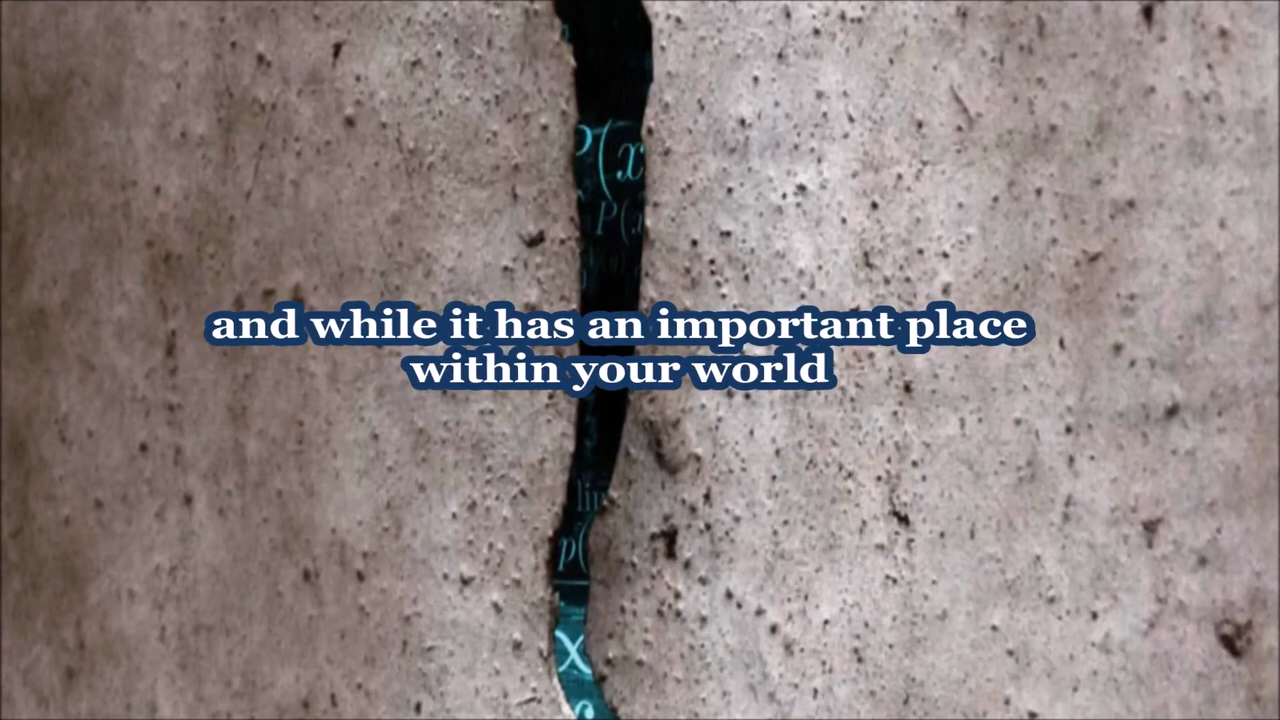 P(x
P(x
and while it has an important place
within your world
p(
x